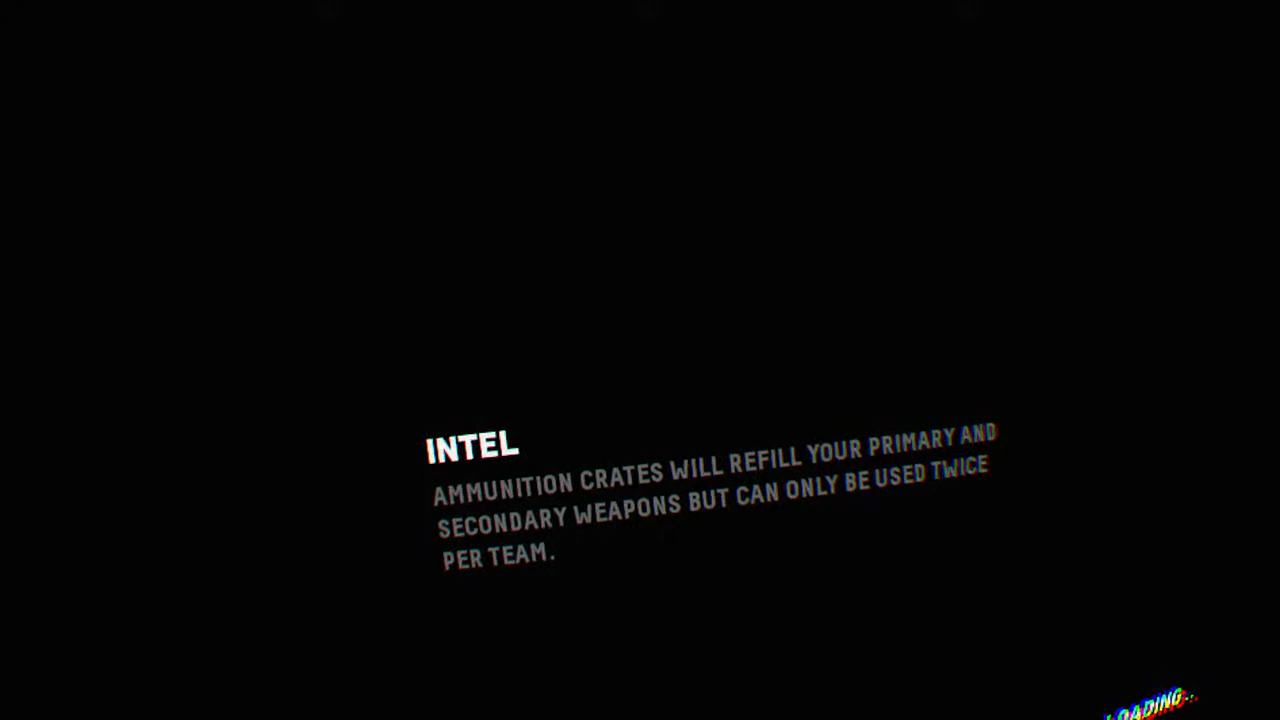 INTEL
AMMUNITION CRATES WILL REFILL YOUR PRIMARY AND
SECONDARY WEAPONS BUT CAN ONLY BE USED TWICE
PER TEAM.
LOADING..